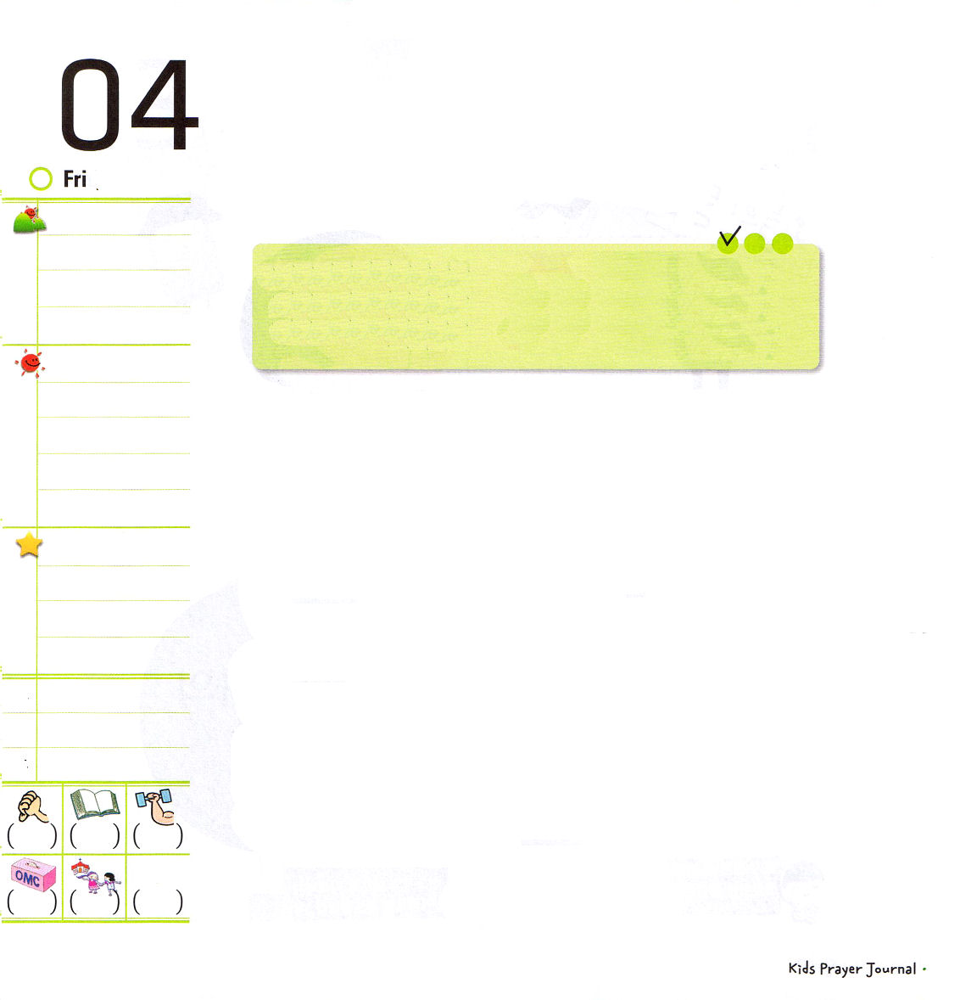 04
Fri
( ) ( ) ( )
OMC
( ) ( ) ( )
Kids Prayer Journal